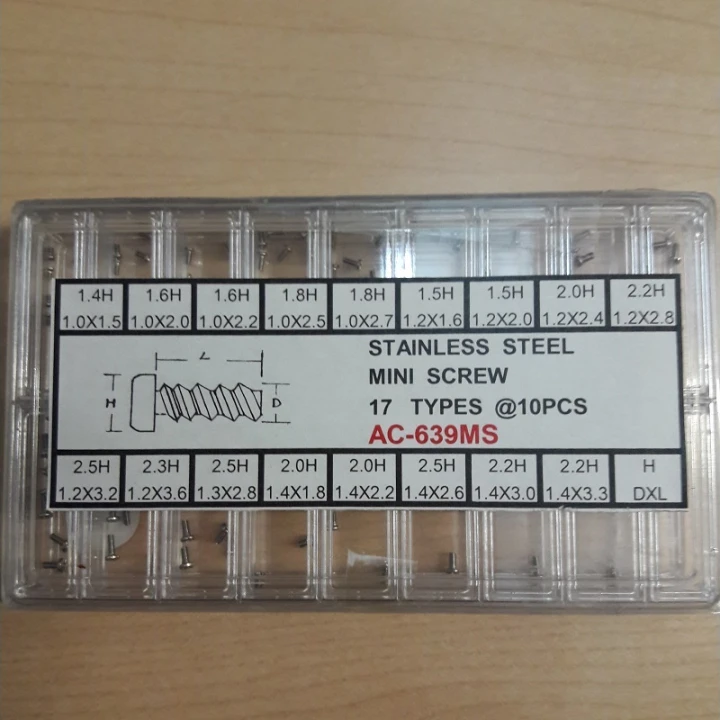 1.4H 1.6H 1.6H 1.8H 1.8H 1.5H 1.5H 2.0H 2.2H
1.0X1.5 1.0X2.0 1.0X2.2 1.0X2.5 1.0X2.7 1.2X1.6 1.2X2.0 1.2X2.4 1.2X2.8
L
H
D
STAINLESS STEEL
MINI SCREW
17 TYPES @10PCS
AC-639MS
2.5H 2.3H 2.5H 2.0H 2.0H 2.5H 2.2H 2.2H H
1.2X3.2 1.2X3.6 1.3X2.8 1.4X1.8 1.4X2.2 1.4X2.6 1.4X3.0 1.4X3.3 DXL